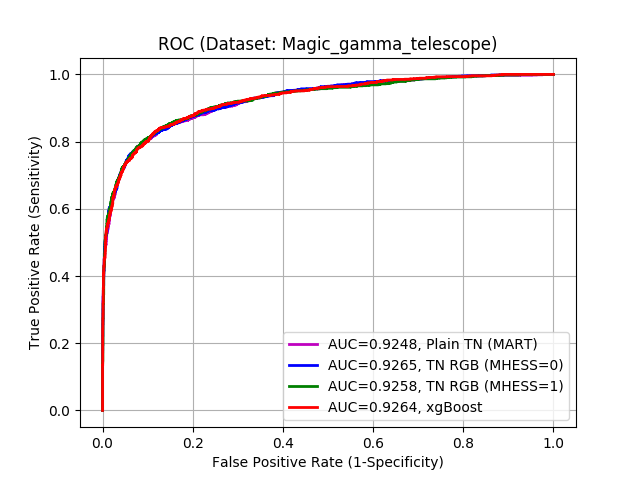 ROC (Dataset: Magic_gamma_telescope)
1.0
0.8
0.6
0.4
0.2
0.0
True Positive Rate (Sensitivity)
AUC=0.9248, Plain TN (MART)
AUC=0.9265, TN RGB (MHESS=0)
AUC=0.9258, TN RGB (MHESS=1)
AUC=0.9264, xgBoost
0.0 0.2 0.4 0.6 0.8 1.0
False Positive Rate (1-Specificity)